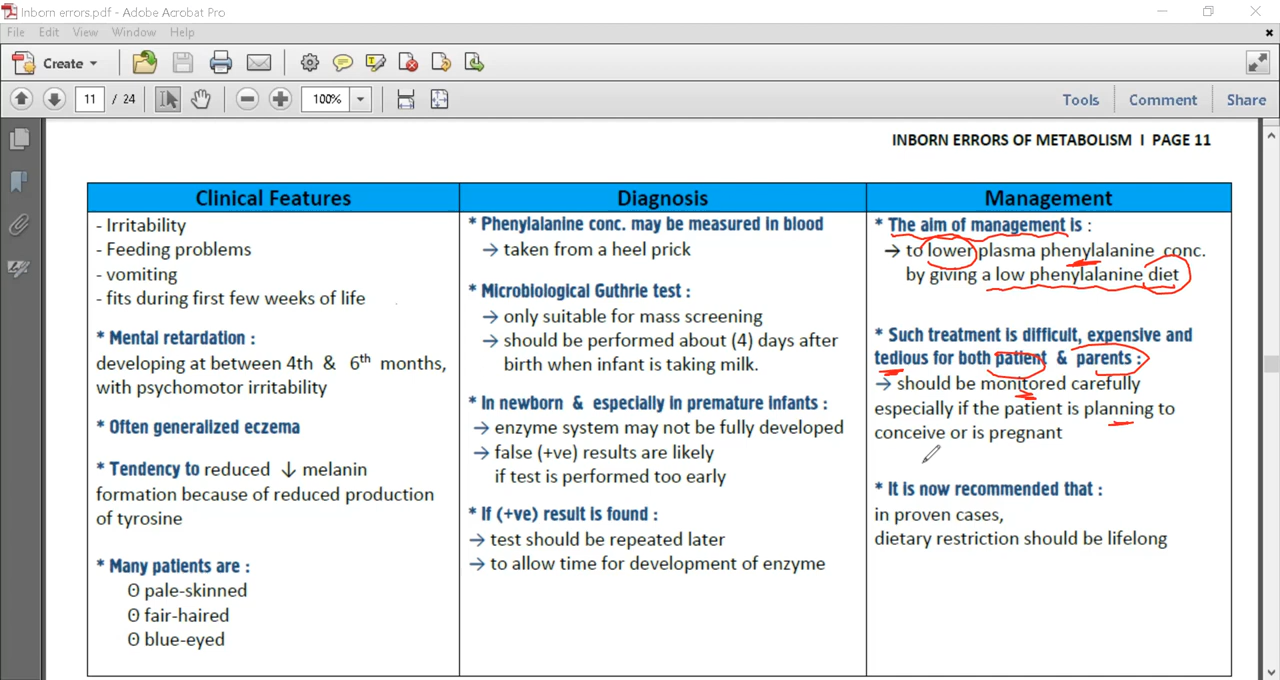 Inborn errors.pdf - Adobe Acrobat Pro
File Edit View Window Help
Create
11 / 24 100% Tools Comment Share
INBORN ERRORS OF METABOLISM I PAGE 11
Clinical Features
- Irritability
- Feeding problems
- vomiting
- fits during first few weeks of life
* Mental retardation :
developing at between 4th & 6th months,
with psychomotor irritability
* Often generalized eczema
* Tendency to reduced ↓ melanin
formation because of reduced production
of tyrosine
* Many patients are :
ʘ pale-skinned
ʘ fair-haired
ʘ blue-eyed
Diagnosis
* Phenylalanine conc. may be measured in blood
→ taken from a heel prick
* Microbiological Guthrie test :
→ only suitable for mass screening
→ should be performed about (4) days after
birth when infant is taking milk.
* In newborn & especially in premature infants :
→ enzyme system may not be fully developed
→ false (+ve) results are likely
if test is performed too early
* If (+ve) result is found :
→ test should be repeated later
→ to allow time for development of enzyme
Management
* The aim of management is :
→ to lower plasma phenylalanine conc.
by giving a low phenylalanine diet
* Such treatment is difficult, expensive and
tedious for both patient & parents :
→ should be monitored carefully
especially if the patient is planning to
conceive or is pregnant
* It is now recommended that :
in proven cases,
dietary restriction should be lifelong